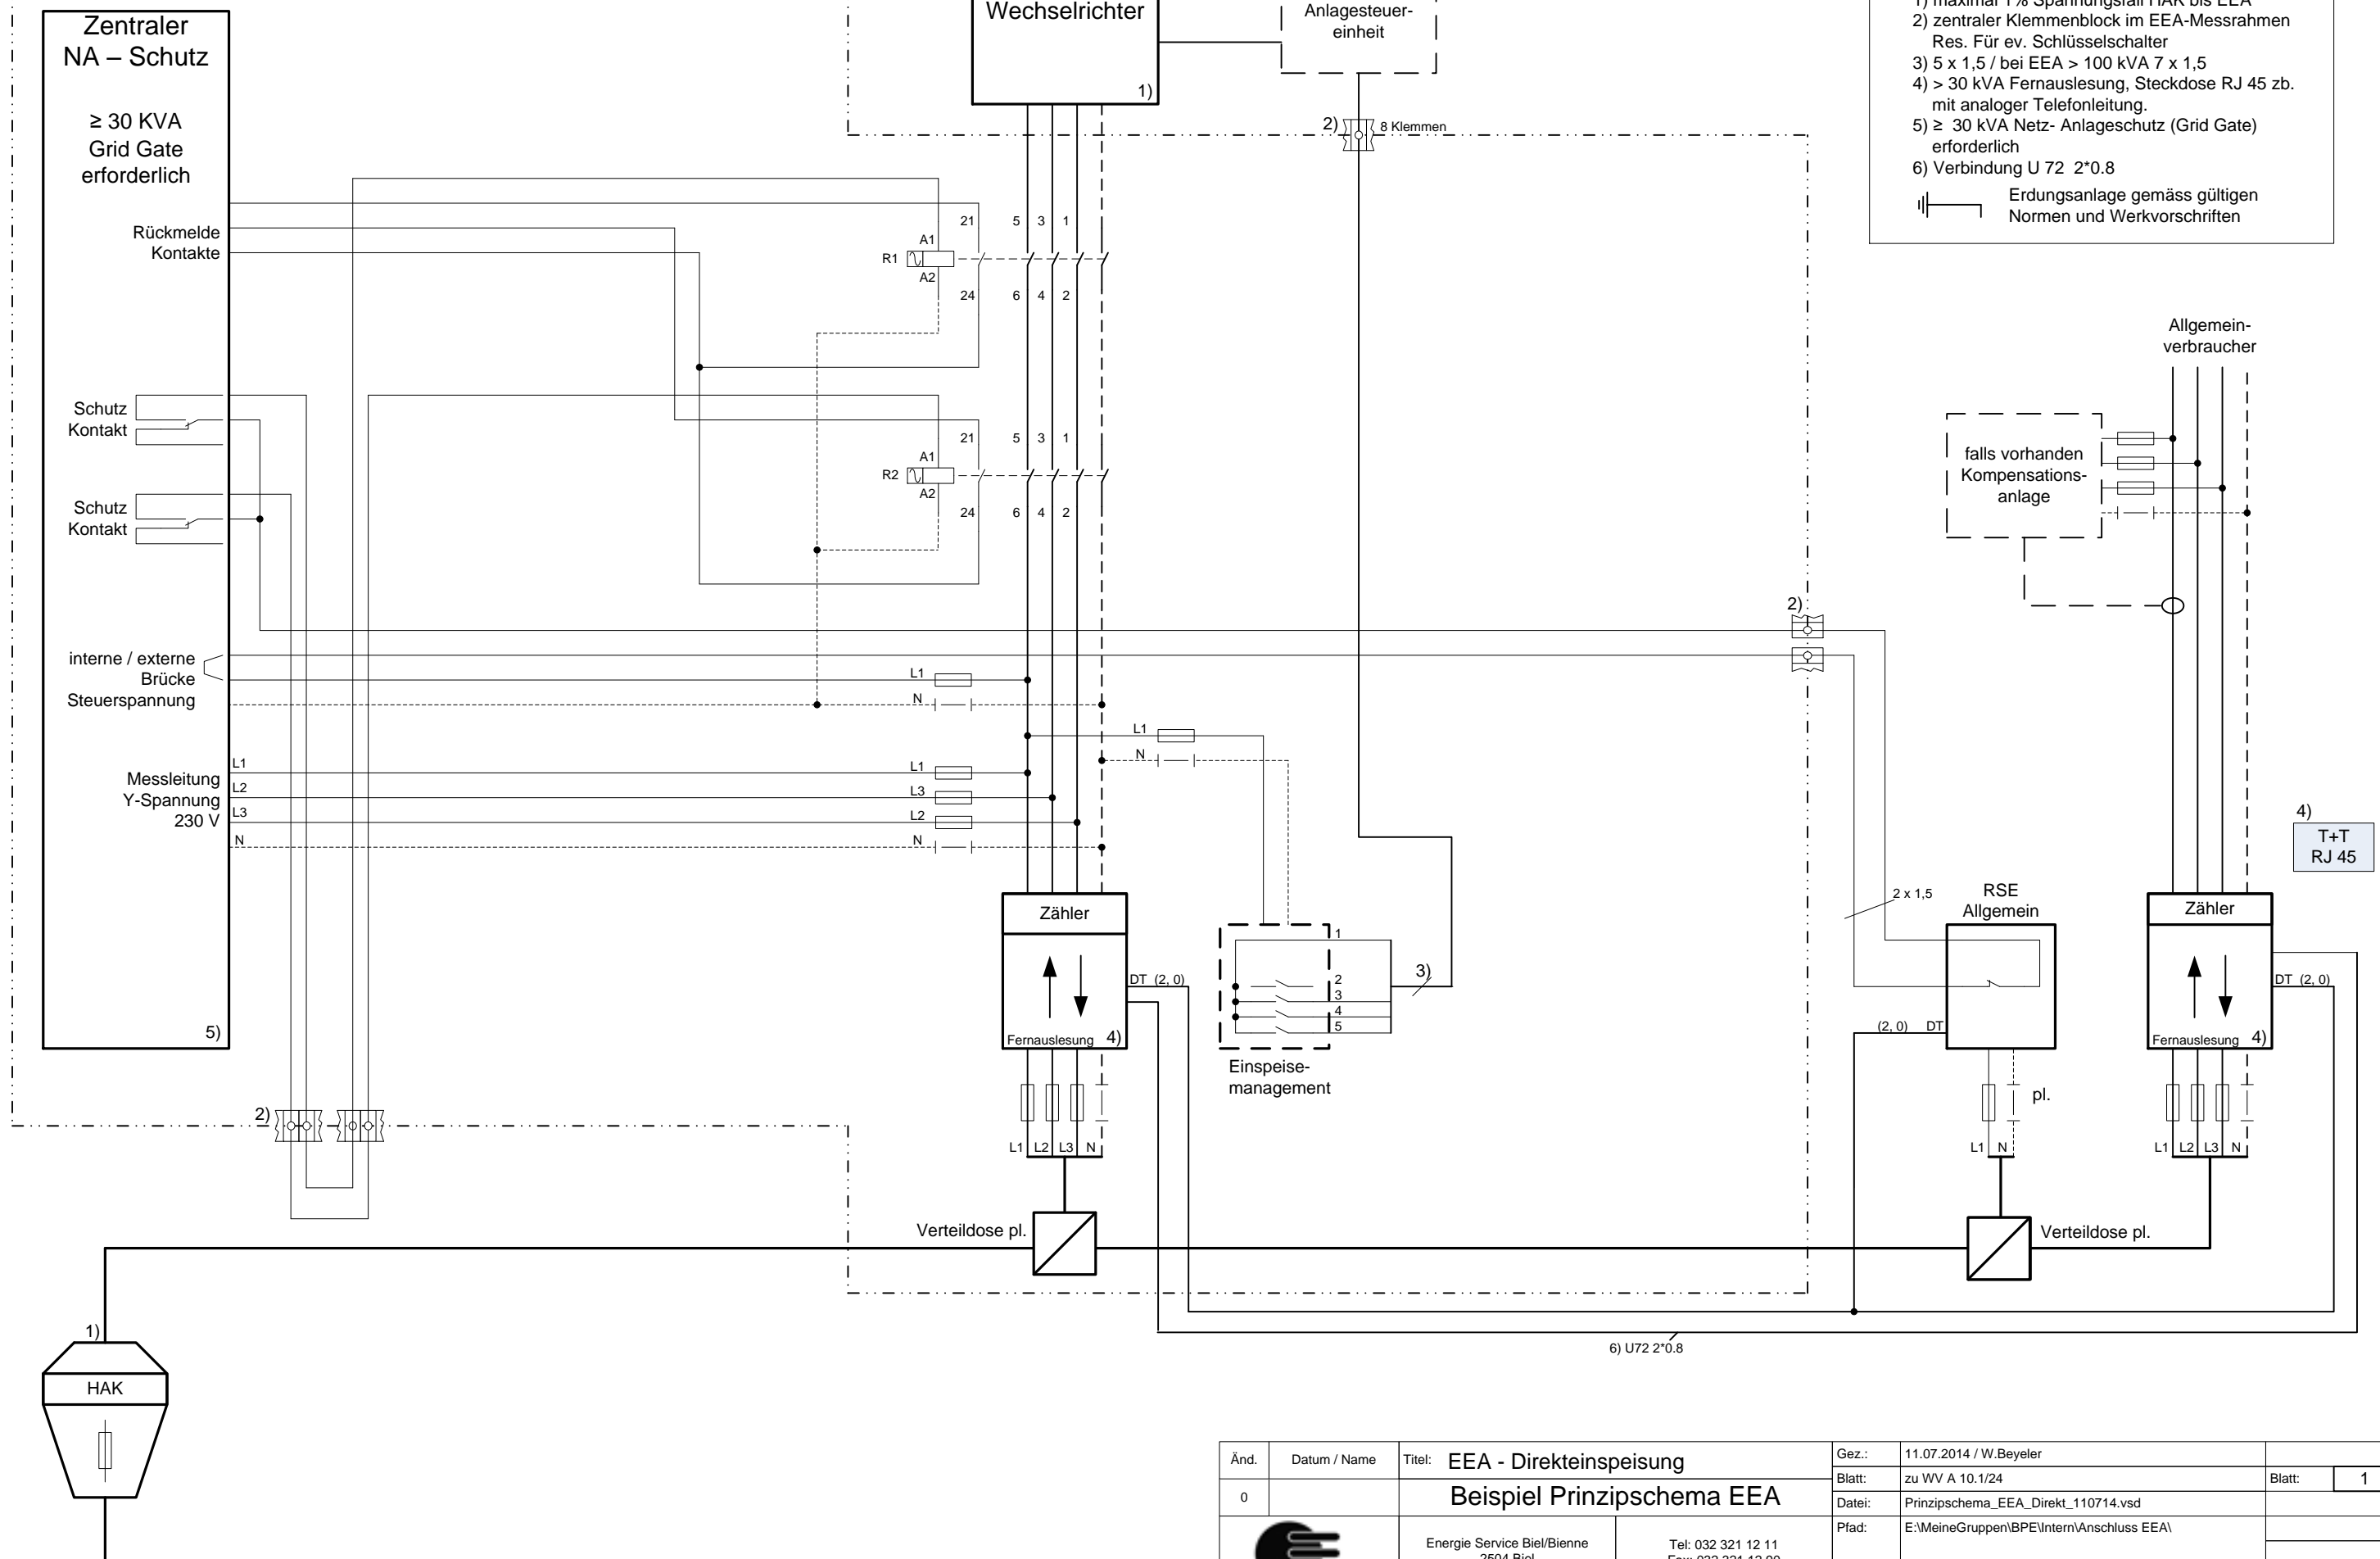 Zentraler
NA – Schutz
≥ 30 KVA
Grid Gate
erforderlich
Rückmelde
Kontakte
Schutz
Kontakt
Schutz
Kontakt
interne / externe
Brücke
Steuerspannung
Messleitung
Y-Spannung
230 V
L1
L2
L3
N
5)
Wechselrichter
1)
Anlagesteuer-
einheit
2)
8 Klemmen
1) maximal 1% Spannungsfall HAK bis EEA
2) zentraler Klemmenblock im EEA-Messrahmen
Res. Für ev. Schlüsselschalter
3) 5 x 1,5 / bei EEA > 100 kVA 7 x 1,5
4) > 30 kVA Fernauslesung, Steckdose RJ 45 zb.
mit analoger Telefonleitung.
5) ≥ 30 kVA Netz- Anlageschutz (Grid Gate)
erforderlich
6) Verbindung U 72 2*0.8
Erdungsanlage gemäss gültigen
Normen und Werkvorschriften
21 5 3 1
A1
R1
A2
24 6 4 2
21 5 3 1
A1
R2
A2
24 6 4 2
Allgemein-
verbraucher
falls vorhanden
Kompensations-
anlage
2)
L1
N
L1
N
L1
L3
L2
N
4)
T+T
RJ 45
Zähler
DT (2, 0)
Fernauslesung 4)
L1 L2 L3 N
1
2
3
4
5
3)
Einspeise-
management
2 x 1,5
RSE
Allgemein
(2, 0) DT
pl.
L1 N
Zähler
DT (2, 0)
Fernauslesung 4)
L1 L2 L3 N
2)
Verteildose pl.
Verteildose pl.
1)
HAK
6) U72 2*0.8
Änd. Datum / Name Titel: EEA - Direkteinspeisung Gez.: 11.07.2014 / W.Beyeler
0 Beispiel Prinzipschema EEA Blatt: zu WV A 10.1/24 Blatt: 1
Datei: Prinzipschema_EEA_Direkt_110714.vsd
Pfad: E:\MeineGruppen\BPE\Intern\Anschluss EEA\
Energie Service Biel/Bienne Tel: 032 321 12 11
2504 Biel